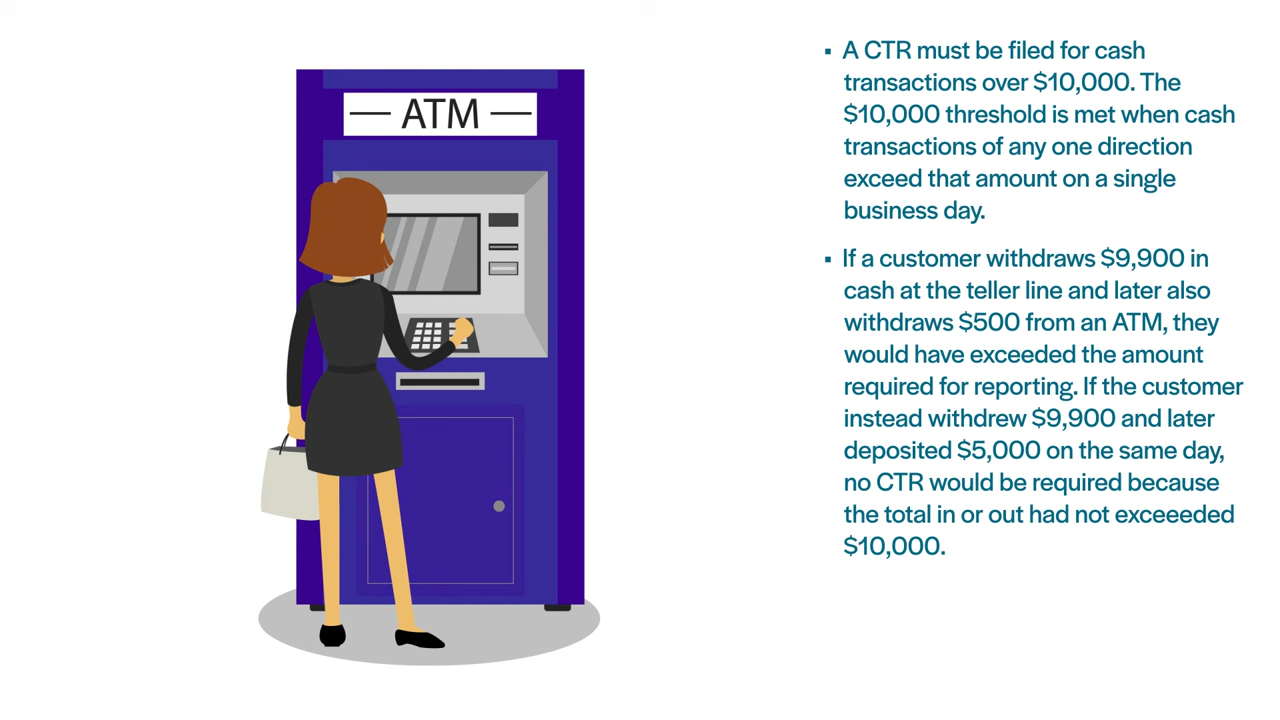 — ATM —
▪ A CTR must be filed for cash
transactions over $10,000. The
$10,000 threshold is met when cash
transactions of any one direction
exceed that amount on a single
business day.
▪ If a customer withdraws $9,900 in
cash at the teller line and later also
withdraws $500 from an ATM, they
would have exceeded the amount
required for reporting. If the customer
instead withdrew $9,900 and later
deposited $5,000 on the same day,
no CTR would be required because
the total in or out had not exceeeded
$10,000.